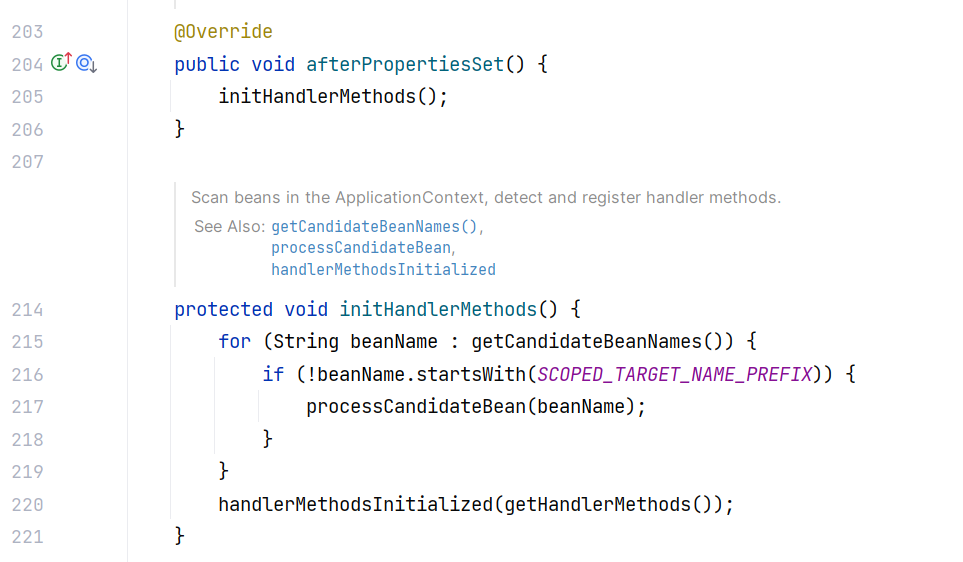 203 @Override
204 public void afterPropertiesSet() {
205 initHandlerMethods();
206 }
207
Scan beans in the ApplicationContext, detect and register handler methods.
See Also: getCandidateBeanNames(),
processCandidateBean,
handlerMethodsInitialized
214 protected void initHandlerMethods() {
215 for (String beanName : getCandidateBeanNames()) {
216 if (!beanName.startsWith(SCOPED_TARGET_NAME_PREFIX)) {
217 processCandidateBean(beanName);
218 }
219 }
220 handlerMethodsInitialized(getHandlerMethods());
221 }